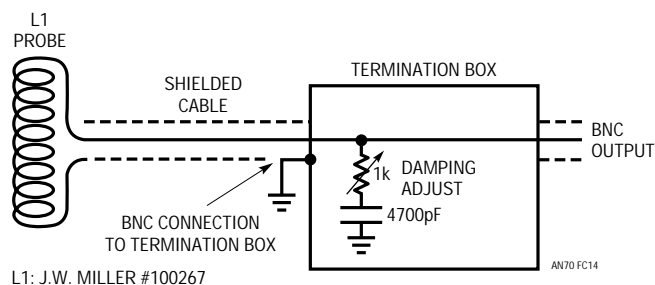 L1
PROBE
SHIELDED
CABLE
TERMINATION BOX
BNC
OUTPUT
1k
DAMPING
ADJUST
4700pF
BNC CONNECTION
TO TERMINATION BOX
AN70 FC14
L1: J.W. MILLER #100267